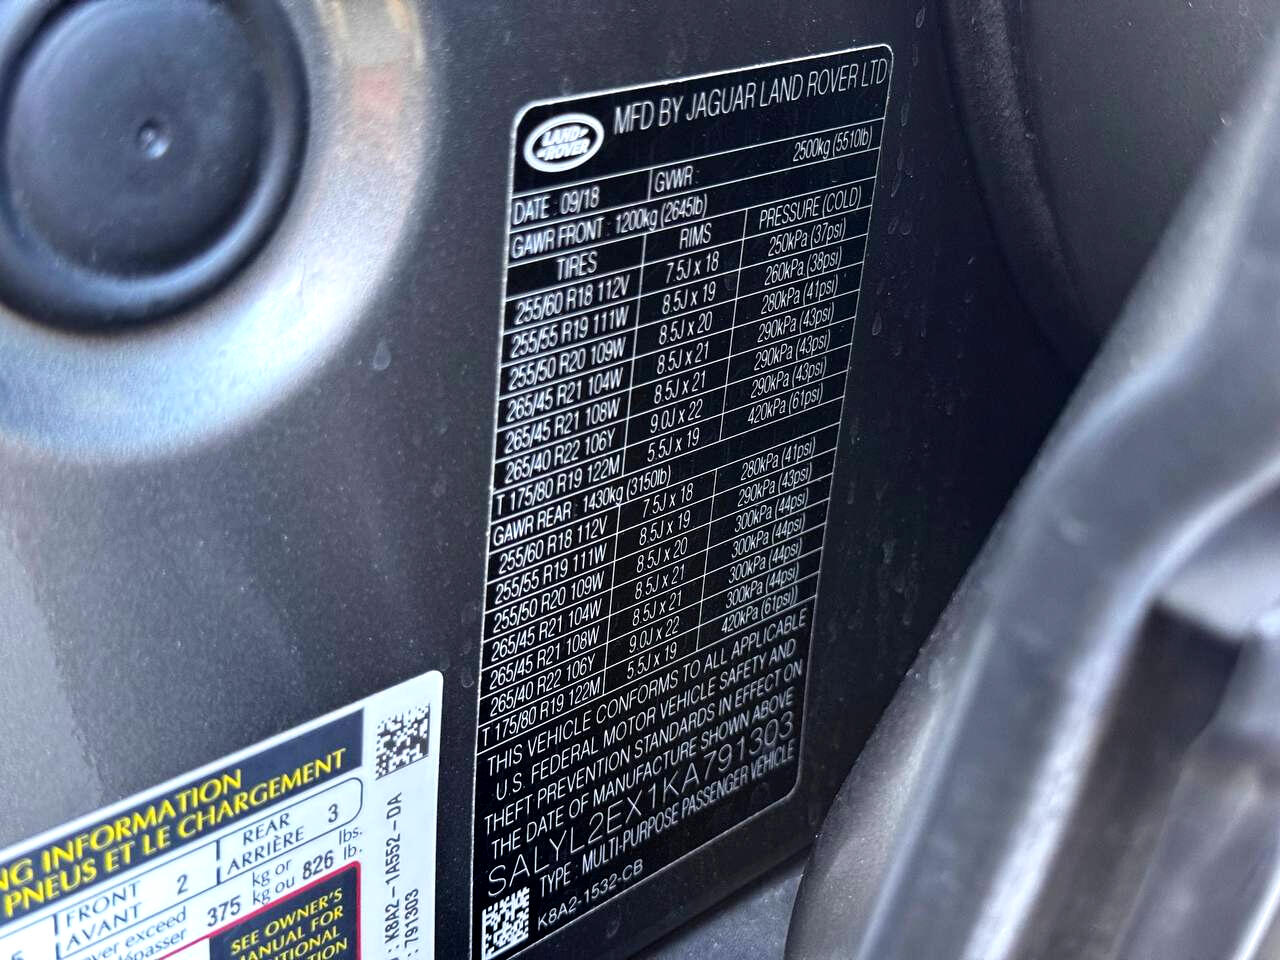 LAND-
-ROVER
MFD BY JAGUAR LAND ROVER LTD
DATE : 09/18 GVWR : 2500kg (5510lb)
GAWR FRONT : 1200kg (2645lb)
TIRES RIMS PRESSURE (COLD)
255/60 R18 112V 7.5J x 18 250kPa (37psi)
255/55 R19 111W 8.5J x 19 260kPa (38psi)
255/50 R20 109W 8.5J x 20 280kPa (41psi)
265/45 R21 104W 8.5J x 21 290kPa (43psi)
265/45 R21 108W 8.5J x 21 290kPa (43psi)
265/40 R22 106Y 9.0J x 22 290kPa (43psi)
T 175/80 R19 122M 5.5J x 19 420kPa (61psi)
GAWR REAR : 1430kg (3150lb)
255/60 R18 112V 7.5J x 18 280kPa (41psi)
255/55 R19 111W 8.5J x 19 290kPa (43psi)
255/50 R20 109W 8.5J x 20 300kPa (44psi)
265/45 R21 104W 8.5J x 21 300kPa (44psi)
265/45 R21 108W 8.5J x 21 300kPa (44psi)
265/40 R22 106Y 9.0J x 22 300kPa (44psi)
T 175/80 R19 122M 5.5J x 19 420kPa (61psi)
THIS VEHICLE CONFORMS TO ALL APPLICABLE
U.S. FEDERAL MOTOR VEHICLE SAFETY AND
THEFT PREVENTION STANDARDS IN EFFECT ON
THE DATE OF MANUFACTURE SHOWN ABOVE
SALYL2EX1KA791303
TYPE : MULTI-PURPOSE PASSENGER VEHICLE
K8A2-1532-CB
NG INFORMATION
PNEUS ET LE CHARGEMENT
FRONT 2 REAR 3
AVANT ARRIÈRE
ver exceed 375 kg or 826 lbs.
dépasser kg ou lb.
SEE OWNER'S
MANUAL FOR
DITIONAL
TION
: K8A2-1A552-DA
: 791303